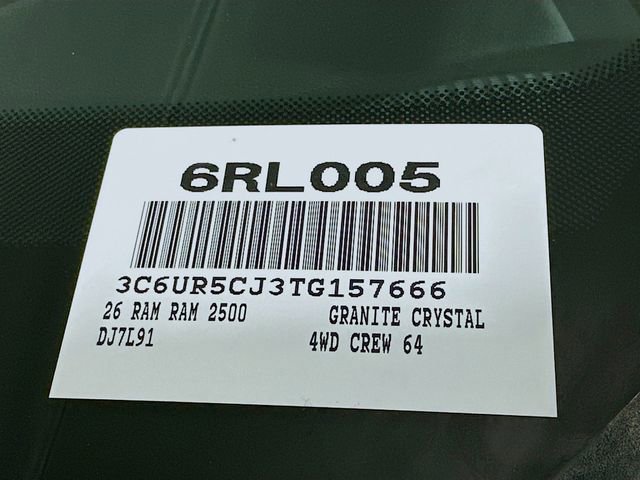 6RL005
3C6UR5CJ3TG157666
26 RAM RAM 2500 GRANITE CRYSTAL
DJ7L91 4WD CREW 64